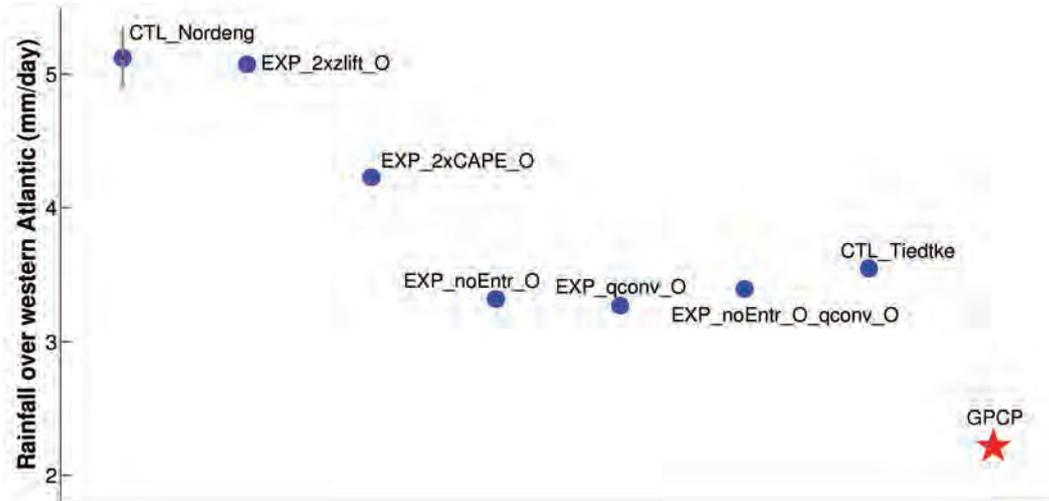 Rainfall over western Atlantic (mm/day)
5
4
3
2
CTL_Nordeng
EXP_2xzlift_O
EXP_2xCAPE_O
EXP_noEntr_O
EXP_qconv_O
EXP_noEntr_O_qconv_O
CTL_Tiedtke
GPCP